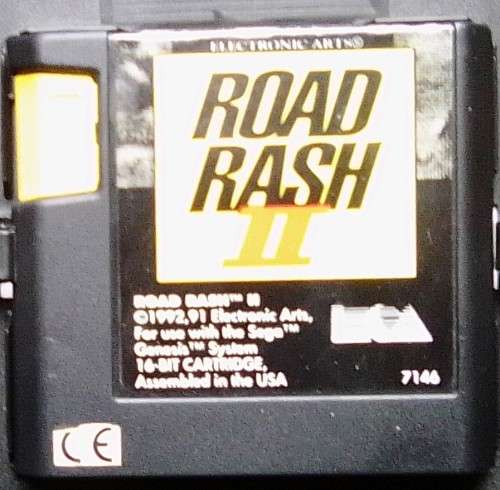 ELECTRONIC ARTS®
ROAD
RASH
II
ROAD RASH™ II
©1992,91 Electronic Arts,
For use with the Sega™
Genesis™ System
16-BIT CARTRIDGE,
Assembled in the USA
EA
7146
CE